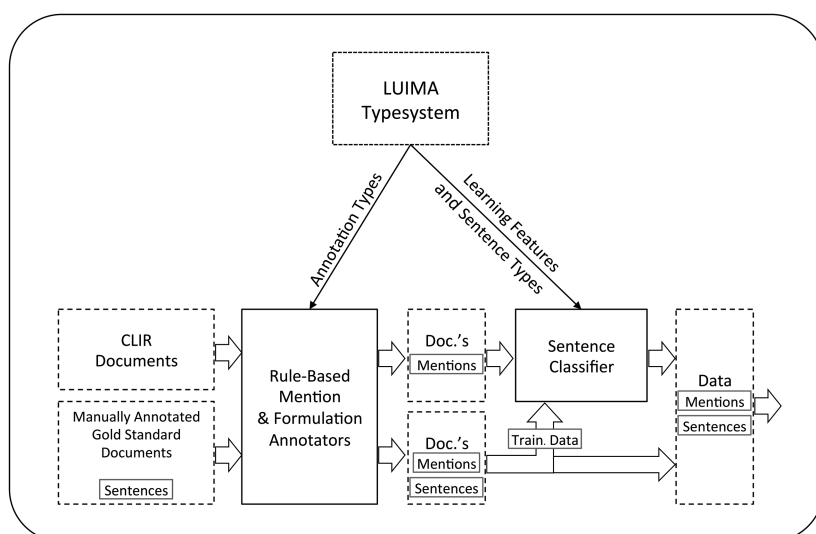 LUIMA
Typesystem
Annotation Types
Learning Features
and Sentence Types
CLIR
Documents
Manually Annotated
Gold Standard
Documents
Sentences
Rule-Based
Mention
& Formulation
Annotators
Doc.'s
Mentions
Doc.'s
Mentions
Sentences
Sentence
Classifier
Train. Data
Data
Mentions
Sentences